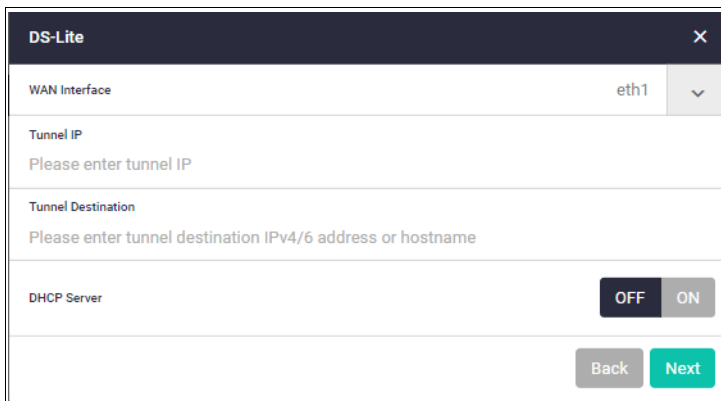 DS-Lite
WAN Interface eth1
Tunnel IP
Please enter tunnel IP
Tunnel Destination
Please enter tunnel destination IPv4/6 address or hostname
DHCP Server OFF ON
Back Next